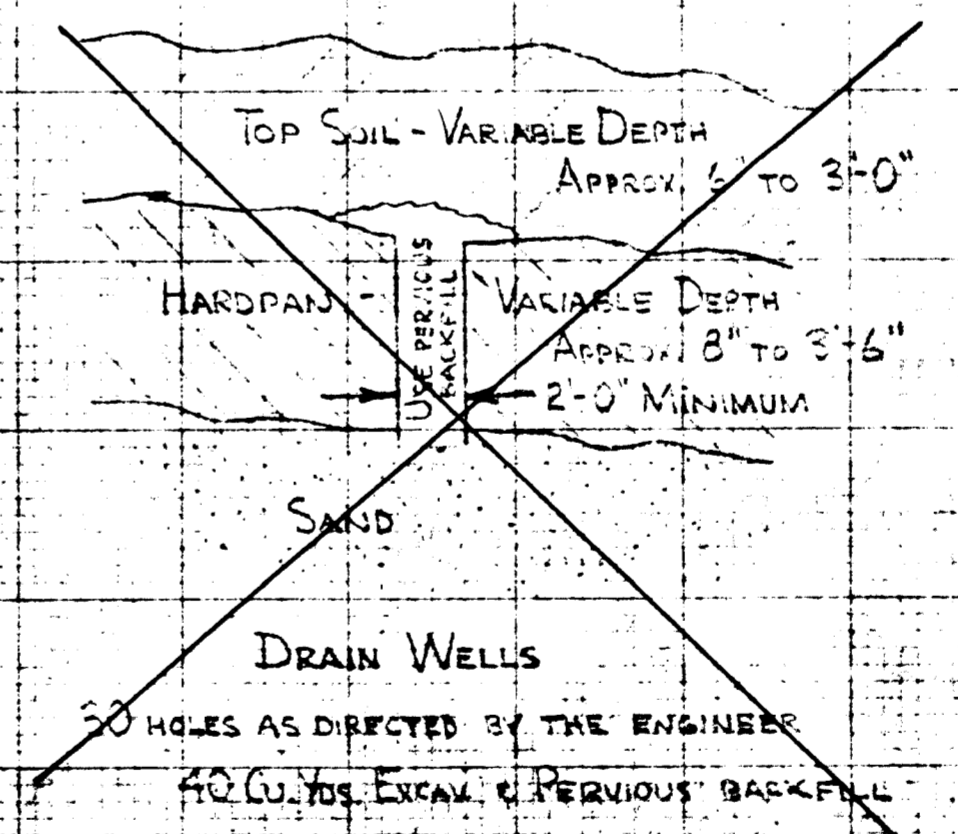 TOP SOIL - VARIABLE DEPTH
APPROX. 6" TO 3'-0"
HARDPAN - VARIABLE DEPTH
APPROX. 8" TO 3'-6"
USE PERVIOUS
BACKFILL
2'-0" MINIMUM
SAND
DRAIN WELLS
30 HOLES AS DIRECTED BY THE ENGINEER
40 CU. YDS. EXCAV. & PERVIOUS BACKFILL